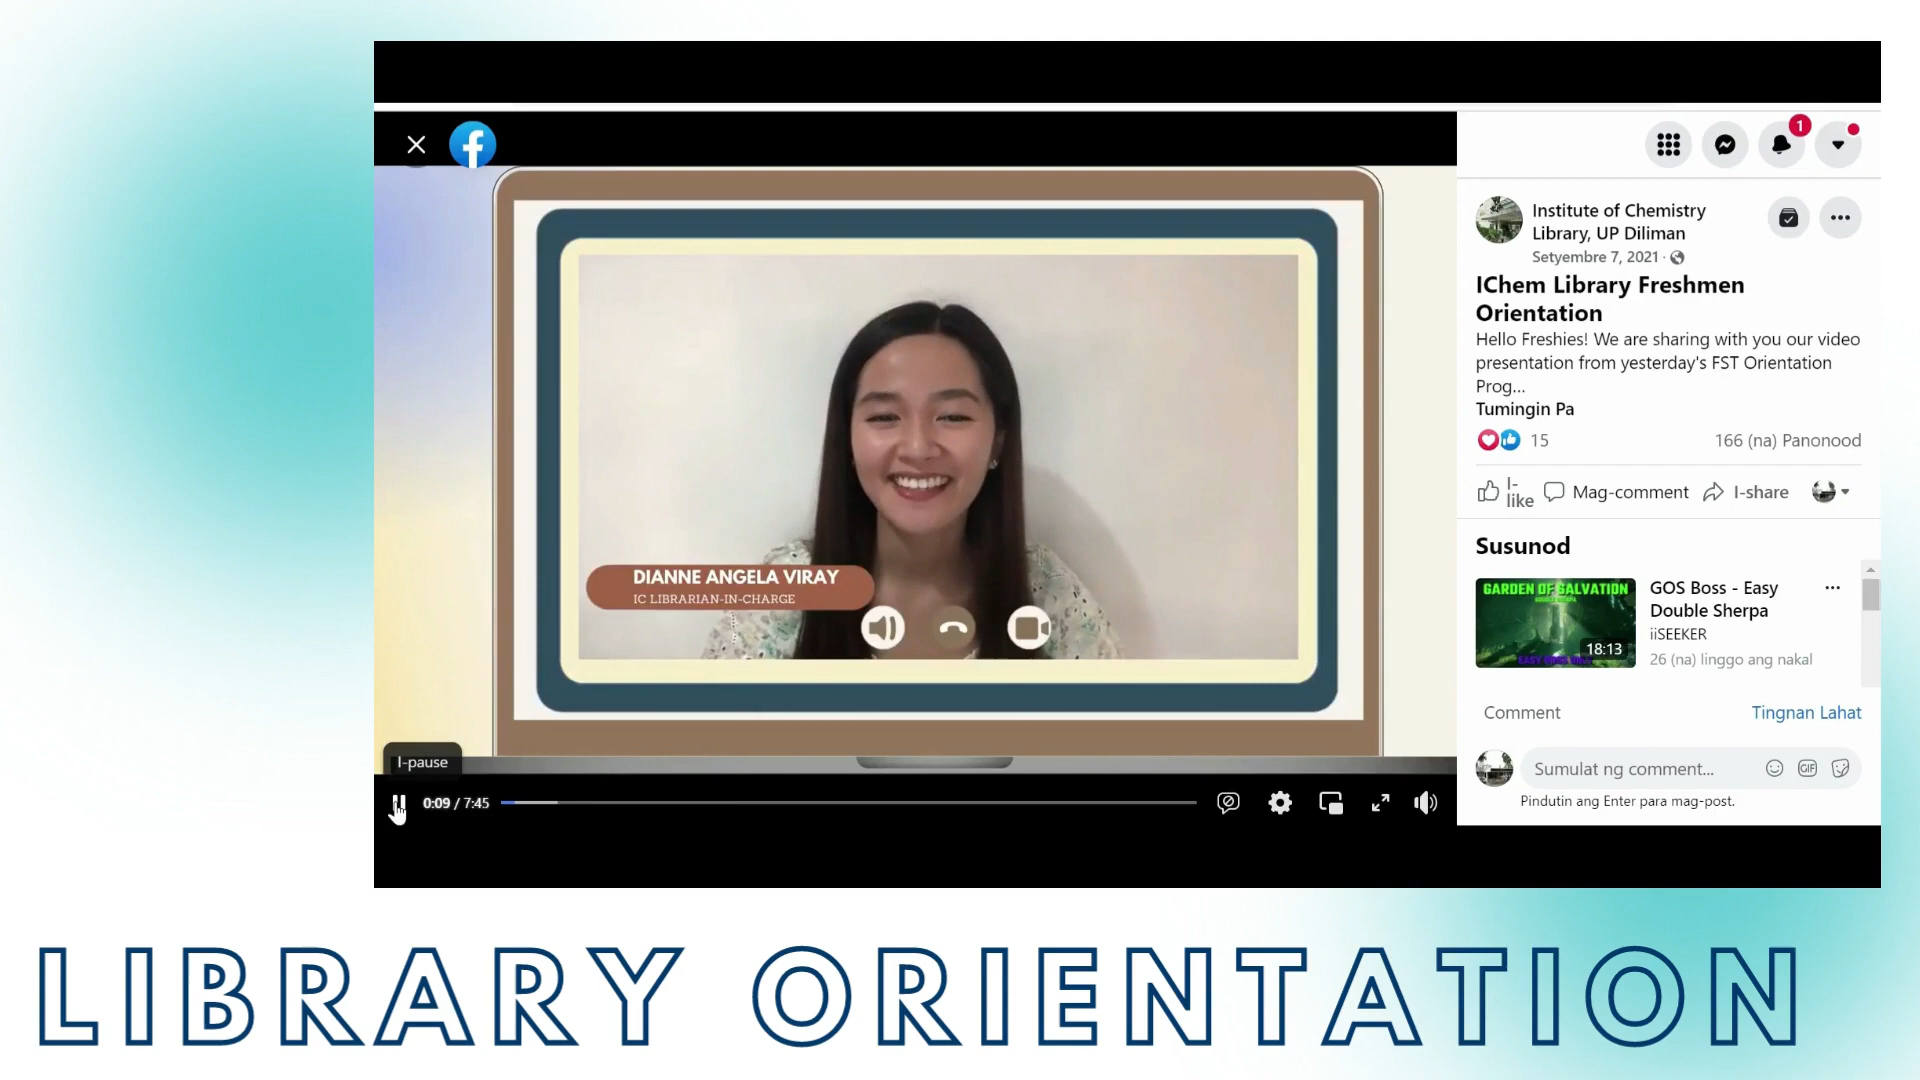 1
Institute of Chemistry
Library, UP Diliman
Setyembre 7, 2021 ·
IChem Library Freshmen
Orientation
Hello Freshies! We are sharing with you our video
presentation from yesterday's FST Orientation
Prog...
Tumingin Pa
15
166 (na) Panonood
I-
like
Mag-comment
I-share
Susunod
GARDEN OF SALVATION
18:13
GOS Boss - Easy
Double Sherpa
iiSEEKER
26 (na) linggo ang nakal
Comment
Tingnan Lahat
Sumulat ng comment...
GIF
Pindutin ang Enter para mag-post.
DIANNE ANGELA VIRAY
IC LIBRARIAN-IN-CHARGE
I-pause
0:09 / 7:45
LIBRARY ORIENTATION